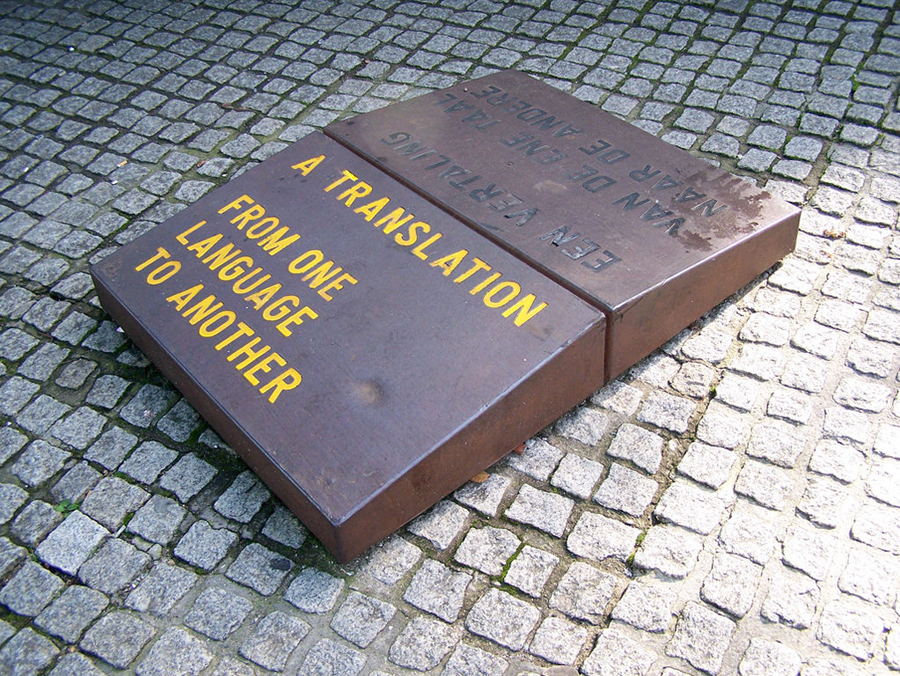 A TRANSLATION
FROM ONE
LANGUAGE
TO ANOTHER
EEN VERTALING
VAN DE ENE TAAL
NAAR DE ANDERE